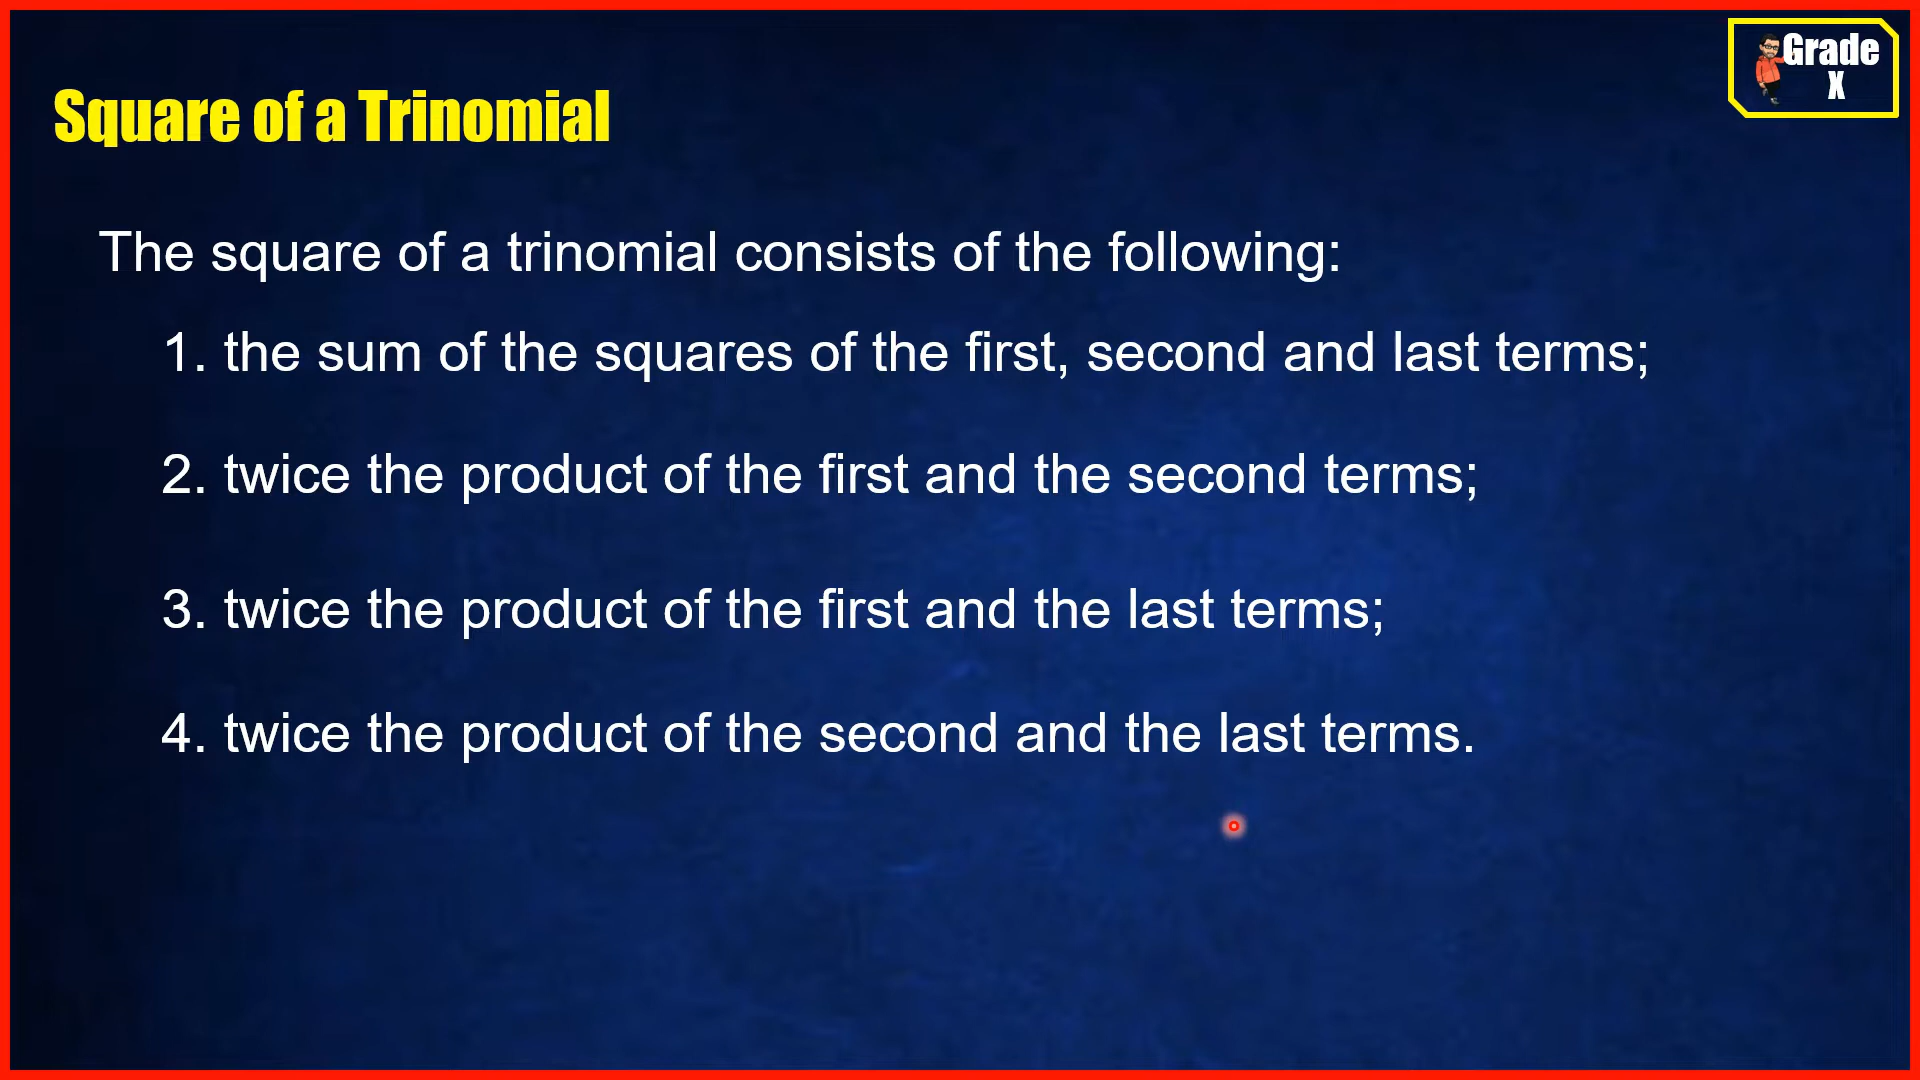 Grade
X
Square of a Trinomial
The square of a trinomial consists of the following:
1. the sum of the squares of the first, second and last terms;
2. twice the product of the first and the second terms;
3. twice the product of the first and the last terms;
4. twice the product of the second and the last terms.